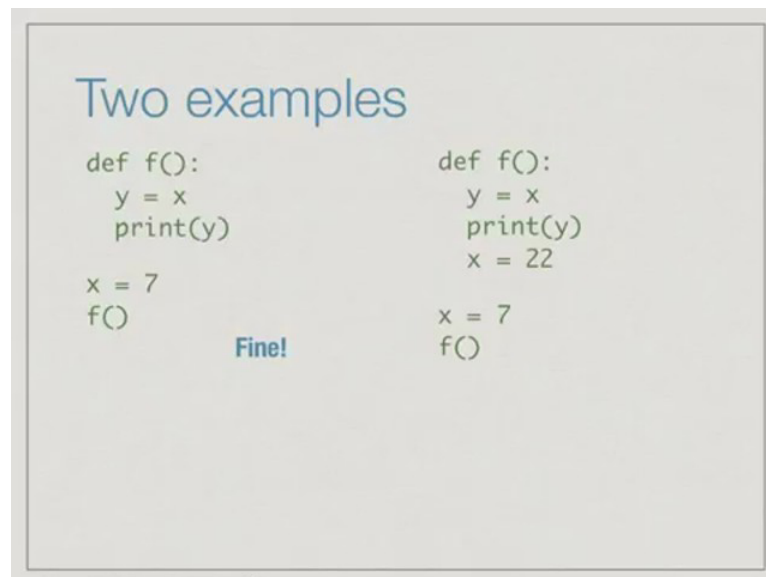 Two examples
def f():
  y = x
  print(y)
x = 7
f()
Fine!
def f():
  y = x
  print(y)
  x = 22
x = 7
f()